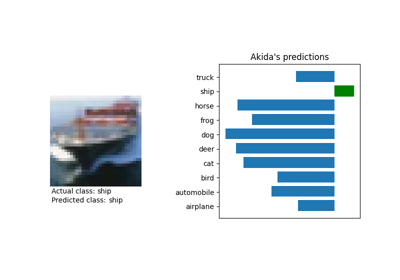 Akida's predictions
truck
ship
horse
frog
dog
deer
cat
bird
automobile
airplane
Actual class: ship
Predicted class: ship